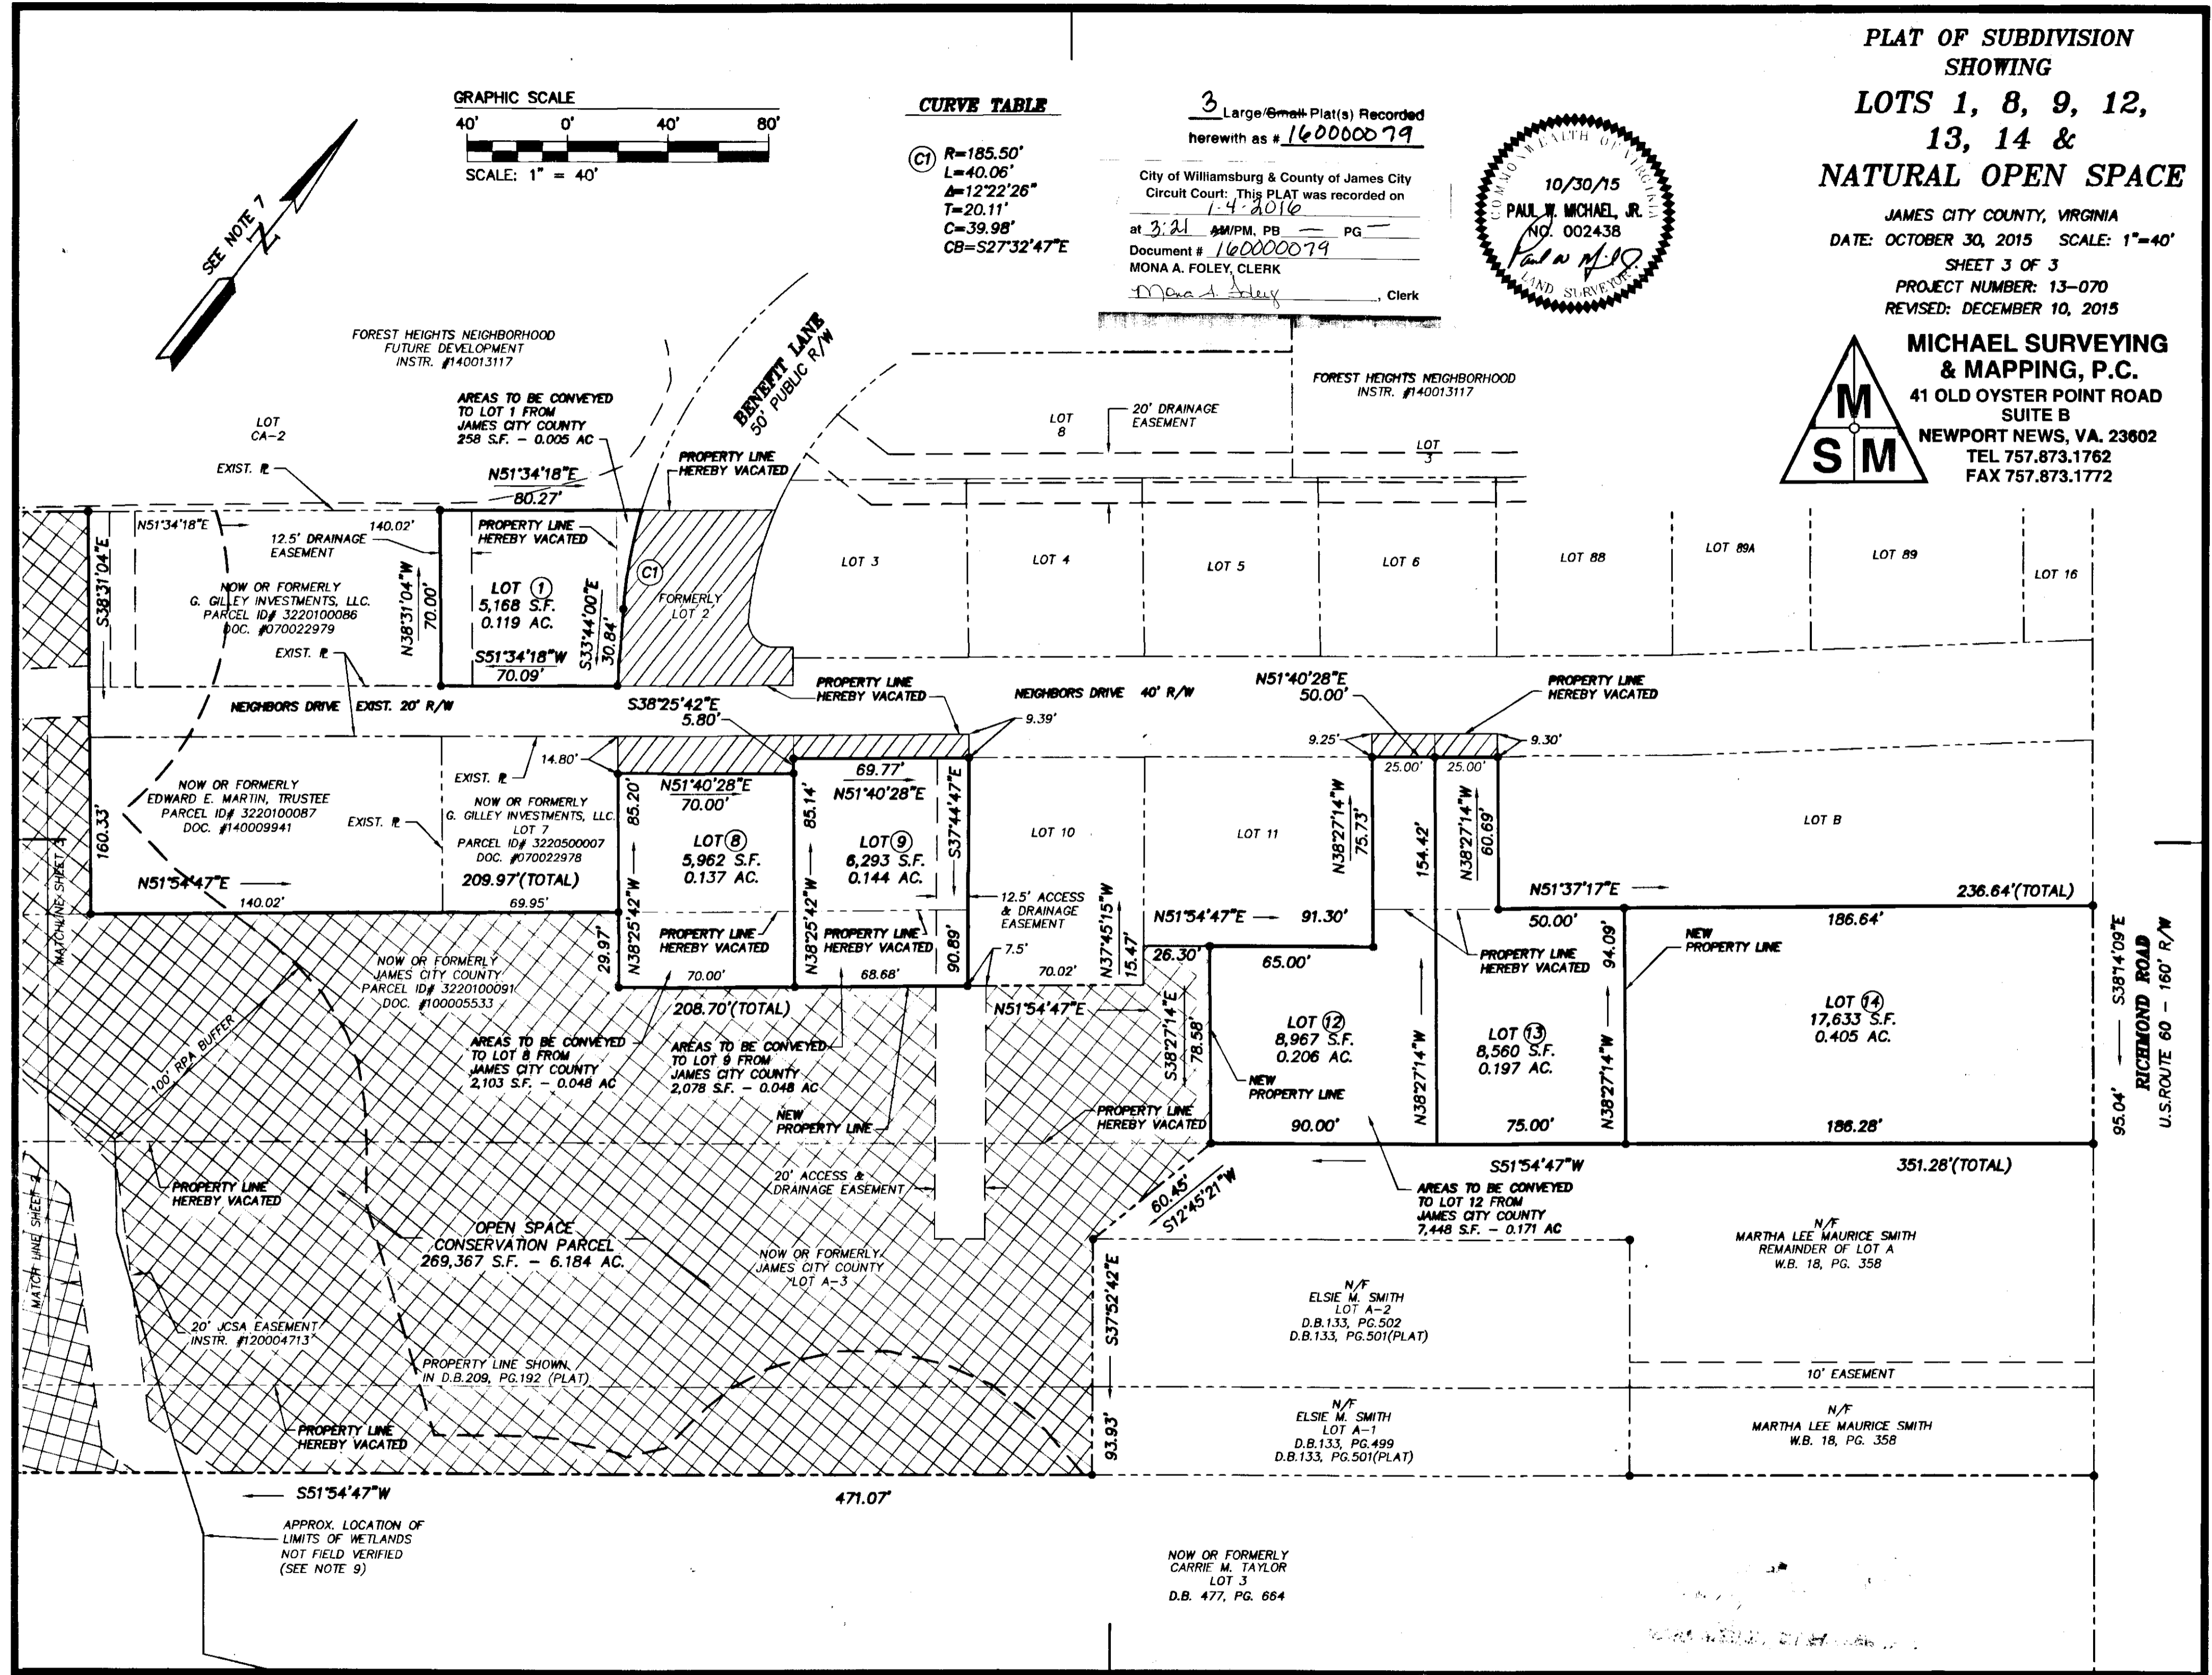 PLAT OF SUBDIVISION
SHOWING
LOTS 1, 8, 9, 12,
13, 14 &
NATURAL OPEN SPACE
JAMES CITY COUNTY, VIRGINIA
DATE: OCTOBER 30, 2015 SCALE: 1"=40'
SHEET 3 OF 3
PROJECT NUMBER: 13-070
REVISED: DECEMBER 10, 2015
MICHAEL SURVEYING
& MAPPING, P.C.
41 OLD OYSTER POINT ROAD
SUITE B
NEWPORT NEWS, VA. 23602
TEL 757.873.1762
FAX 757.873.1772
M
S M
GRAPHIC SCALE
40' 0' 40' 80'
SCALE: 1" = 40'
SEE NOTE 7
N
CURVE TABLE
C1 R=185.50'
L=40.06'
Δ=12°22'26"
T=20.11'
C=39.98'
CB=S27°32'47"E
3 Large/Small Plat(s) Recorded
herewith as # 160000079
City of Williamsburg & County of James City
Circuit Court: This PLAT was recorded on
1-4-2016
at 3:21 AM/PM, PB — PG —
Document # 160000079
MONA A. FOLEY, CLERK
Mona A. Foley, Clerk
COMMONWEALTH OF VIRGINIA
10/30/15
PAUL W. MICHAEL, JR.
NO. 002438
LAND SURVEYOR
FOREST HEIGHTS NEIGHBORHOOD
FUTURE DEVELOPMENT
INSTR. #140013117
LOT
CA-2
EXIST. PL
AREAS TO BE CONVEYED
TO LOT 1 FROM
JAMES CITY COUNTY
258 S.F. - 0.005 AC
N51°34'18"E
80.27'
BENEFIT LANE
50' PUBLIC R/W
PROPERTY LINE
HEREBY VACATED
LOT
8
20' DRAINAGE
EASEMENT
FOREST HEIGHTS NEIGHBORHOOD
INSTR. #140013117
LOT
3
N51°34'18"E
140.02'
12.5' DRAINAGE
EASEMENT
S38°31'04"E
NOW OR FORMERLY
G. GILLEY INVESTMENTS, LLC.
PARCEL ID# 3220100086
DOC. #070022979
EXIST. PL
N38°31'04"W
70.00'
PROPERTY LINE
HEREBY VACATED
LOT 1
5,168 S.F.
0.119 AC.
S51°34'18"W
70.09'
S33°44'00"E
30.84'
C1
FORMERLY
LOT 2
LOT 3
LOT 4
LOT 5
LOT 6
LOT 88
LOT 89A
LOT 89
LOT 16
NEIGHBORS DRIVE EXIST. 20' R/W
S38°25'42"E
5.80'
PROPERTY LINE
HEREBY VACATED
NEIGHBORS DRIVE 40' R/W
9.39'
N51°40'28"E
50.00'
PROPERTY LINE
HEREBY VACATED
9.25'
9.30'
25.00'
25.00'
160.33'
NOW OR FORMERLY
EDWARD E. MARTIN, TRUSTEE
PARCEL ID# 3220100087
DOC. #140009941
EXIST. PL
EXIST. PL
14.80'
NOW OR FORMERLY
G. GILLEY INVESTMENTS, LLC.
LOT 7
PARCEL ID# 3220500007
DOC. #070022978
N51°54'47"E
209.97'(TOTAL)
140.02'
69.95'
N51°40'28"E
70.00'
85.20'
LOT 8
5,962 S.F.
0.137 AC.
N38°25'42"W
29.97'
PROPERTY LINE
HEREBY VACATED
70.00'
69.77'
N51°40'28"E
85.14'
LOT 9
6,293 S.F.
0.144 AC.
N38°25'42"W
PROPERTY LINE
HEREBY VACATED
68.68'
S37°44'47"E
90.89'
208.70'(TOTAL)
LOT 10
12.5' ACCESS
& DRAINAGE
EASEMENT
7.5'
70.02'
N37°45'15"W
15.47'
N51°54'47"E
LOT 11
N51°54'47"E
91.30'
26.30'
65.00'
N38°27'14"W
75.73'
154.42'
N38°27'14"W
60.69'
LOT B
N51°37'17"E
236.64'(TOTAL)
50.00'
186.64'
PROPERTY LINE
HEREBY VACATED
NEW
PROPERTY LINE
S38°27'14"E
78.58'
LOT 12
8,967 S.F.
0.206 AC.
NEW
PROPERTY LINE
90.00'
N38°27'14"W
LOT 13
8,560 S.F.
0.197 AC.
75.00'
94.09'
N38°27'14"W
LOT 14
17,633 S.F.
0.405 AC.
186.28'
S51°54'47"W
351.28'(TOTAL)
95.04'
S38°14'09"E
RICHMOND ROAD
U.S.ROUTE 60 - 160' R/W
NOW OR FORMERLY
JAMES CITY COUNTY
PARCEL ID# 3220100091
DOC. #100005533
100' RPA BUFFER
AREAS TO BE CONVEYED
TO LOT 8 FROM
JAMES CITY COUNTY
2,103 S.F. - 0.048 AC
AREAS TO BE CONVEYED
TO LOT 9 FROM
JAMES CITY COUNTY
2,078 S.F. - 0.048 AC
NEW
PROPERTY LINE
PROPERTY LINE
HEREBY VACATED
PROPERTY LINE
HEREBY VACATED
20' ACCESS &
DRAINAGE EASEMENT
60.45'
S12°45'21"W
AREAS TO BE CONVEYED
TO LOT 12 FROM
JAMES CITY COUNTY
7,448 S.F. - 0.171 AC
OPEN SPACE
CONSERVATION PARCEL
269,367 S.F. - 6.184 AC.
NOW OR FORMERLY
JAMES CITY COUNTY
LOT A-3
MATCH LINE SHEET 2
20' JCSA EASEMENT
INSTR. #120004713
PROPERTY LINE SHOWN
IN D.B.209, PG.192 (PLAT)
PROPERTY LINE
HEREBY VACATED
S37°52'42"E
93.93'
N/F
ELSIE M. SMITH
LOT A-2
D.B.133, PG.502
D.B.133, PG.501(PLAT)
N/F
MARTHA LEE MAURICE SMITH
REMAINDER OF LOT A
W.B. 18, PG. 358
10' EASEMENT
N/F
ELSIE M. SMITH
LOT A-1
D.B.133, PG.499
D.B.133, PG.501(PLAT)
N/F
MARTHA LEE MAURICE SMITH
W.B. 18, PG. 358
S51°54'47"W
471.07'
APPROX. LOCATION OF
LIMITS OF WETLANDS
NOT FIELD VERIFIED
(SEE NOTE 9)
NOW OR FORMERLY
CARRIE M. TAYLOR
LOT 3
D.B. 477, PG. 664